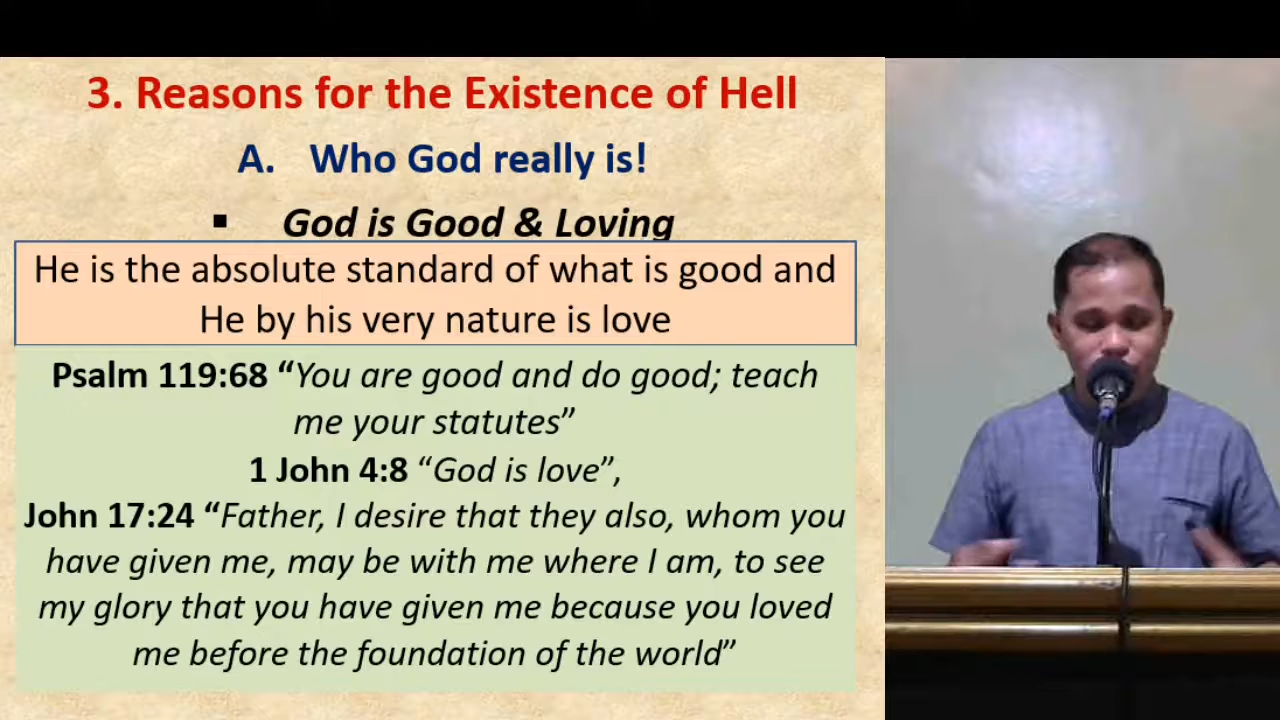 3. Reasons for the Existence of Hell
A. Who God really is!
▪ God is Good & Loving
He is the absolute standard of what is good and
He by his very nature is love
Psalm 119:68 “You are good and do good; teach
me your statutes”
1 John 4:8 “God is love”,
John 17:24 “Father, I desire that they also, whom you
have given me, may be with me where I am, to see
my glory that you have given me because you loved
me before the foundation of the world”